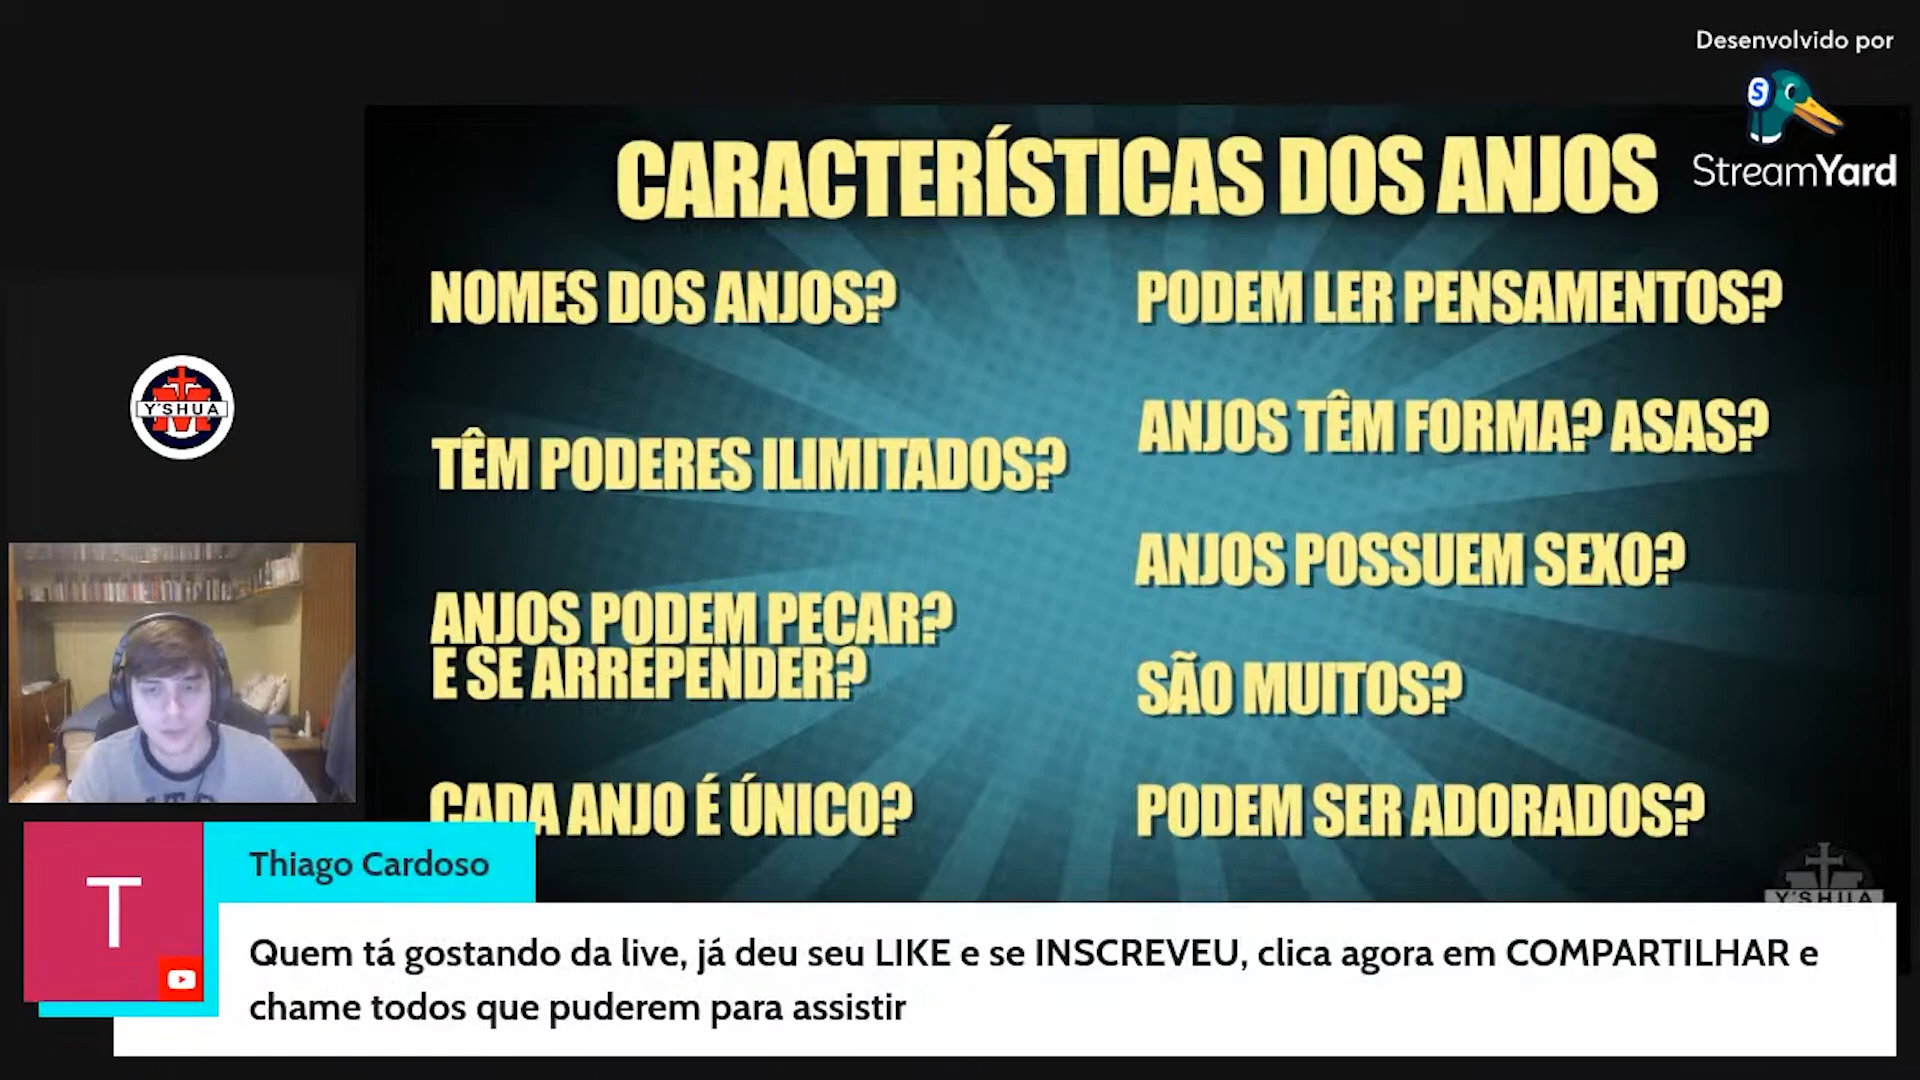 Desenvolvido por
StreamYard
CARACTERÍSTICAS DOS ANJOS
NOMES DOS ANJOS?
TÊM PODERES ILIMITADOS?
ANJOS PODEM PECAR?
E SE ARREPENDER?
CADA ANJO É ÚNICO?
PODEM LER PENSAMENTOS?
ANJOS TÊM FORMA? ASAS?
ANJOS POSSUEM SEXO?
SÃO MUITOS?
PODEM SER ADORADOS?
Y'SHUA
Y'SHUA
T
Thiago Cardoso
Quem tá gostando da live, já deu seu LIKE e se INSCREVEU, clica agora em COMPARTILHAR e
chame todos que puderem para assistir